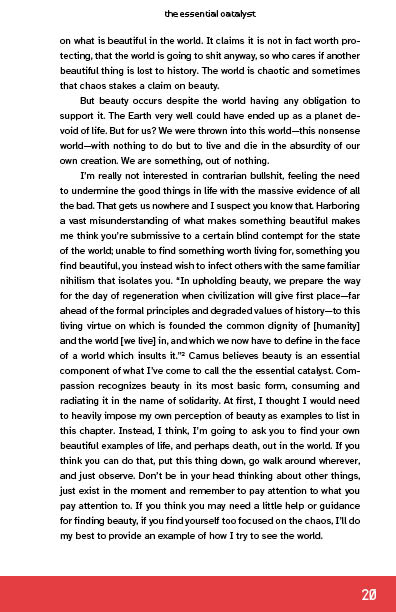 the essential catalyst
on what is beautiful in the world. It claims it is not in fact worth pro-
tecting, that the world is going to shit anyway, so who cares if another
beautiful thing is lost to history. The world is chaotic and sometimes
that chaos stakes a claim on beauty.
But beauty occurs despite the world having any obligation to
support it. The Earth very well could have ended up as a planet de-
void of life. But for us? We were thrown into this world—this nonsense
world—with nothing to do but to live and die in the absurdity of our
own creation. We are something, out of nothing.
I’m really not interested in contrarian bullshit, feeling the need
to undermine the good things in life with the massive evidence of all
the bad. That gets us nowhere and I suspect you know that. Harboring
a vast misunderstanding of what makes something beautiful makes
me think you’re submissive to a certain blind contempt for the state
of the world; unable to find something worth living for, something you
find beautiful, you instead wish to infect others with the same familiar
nihilism that isolates you. “In upholding beauty, we prepare the way
for the day of regeneration when civilization will give first place—far
ahead of the formal principles and degraded values of history—to this
living virtue on which is founded the common dignity of [humanity]
and the world [we live] in, and which we now have to define in the face
of a world which insults it.”² Camus believes beauty is an essential
component of what I’ve come to call the the essential catalyst. Com-
passion recognizes beauty in its most basic form, consuming and
radiating it in the name of solidarity. At first, I thought I would need
to heavily impose my own perception of beauty as examples to list in
this chapter. Instead, I think, I’m going to ask you to find your own
beautiful examples of life, and perhaps death, out in the world. If you
think you can do that, put this thing down, go walk around wherever,
and just observe. Don’t be in your head thinking about other things,
just exist in the moment and remember to pay attention to what you
pay attention to. If you think you may need a little help or guidance
for finding beauty, if you find yourself too focused on the chaos, I’ll do
my best to provide an example of how I try to see the world.
20